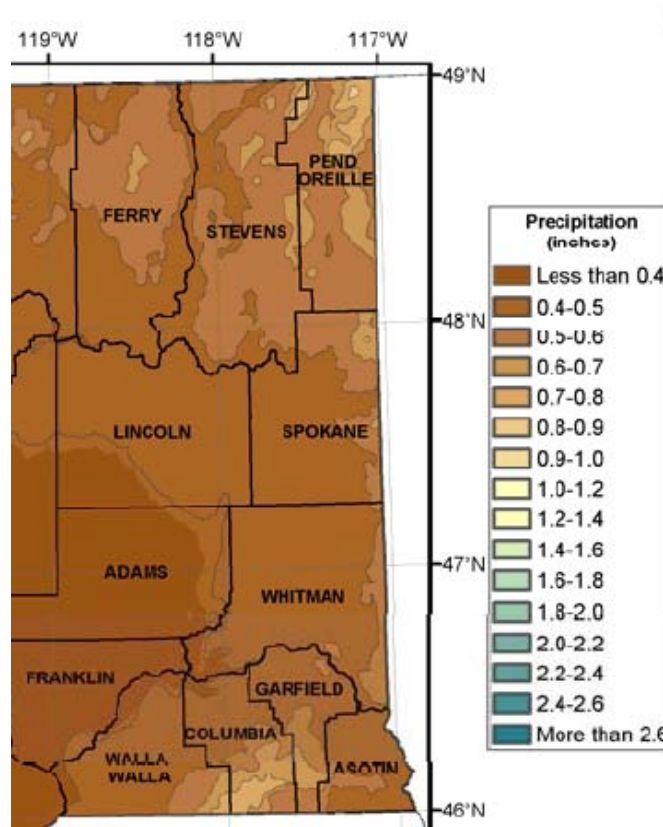 119°W 118°W 117°W
49°N
PEND
OREILLE
FERRY
STEVENS
48°N
LINCOLN
SPOKANE
47°N
ADAMS
WHITMAN
FRANKLIN
GARFIELD
COLUMBIA
WALLA
WALLA
ASOTIN
46°N
Precipitation
(inches)
Less than 0.4
0.4-0.5
0.5-0.6
0.6-0.7
0.7-0.8
0.8-0.9
0.9-1.0
1.0-1.2
1.2-1.4
1.4-1.6
1.6-1.8
1.8-2.0
2.0-2.2
2.2-2.4
2.4-2.6
More than 2.6